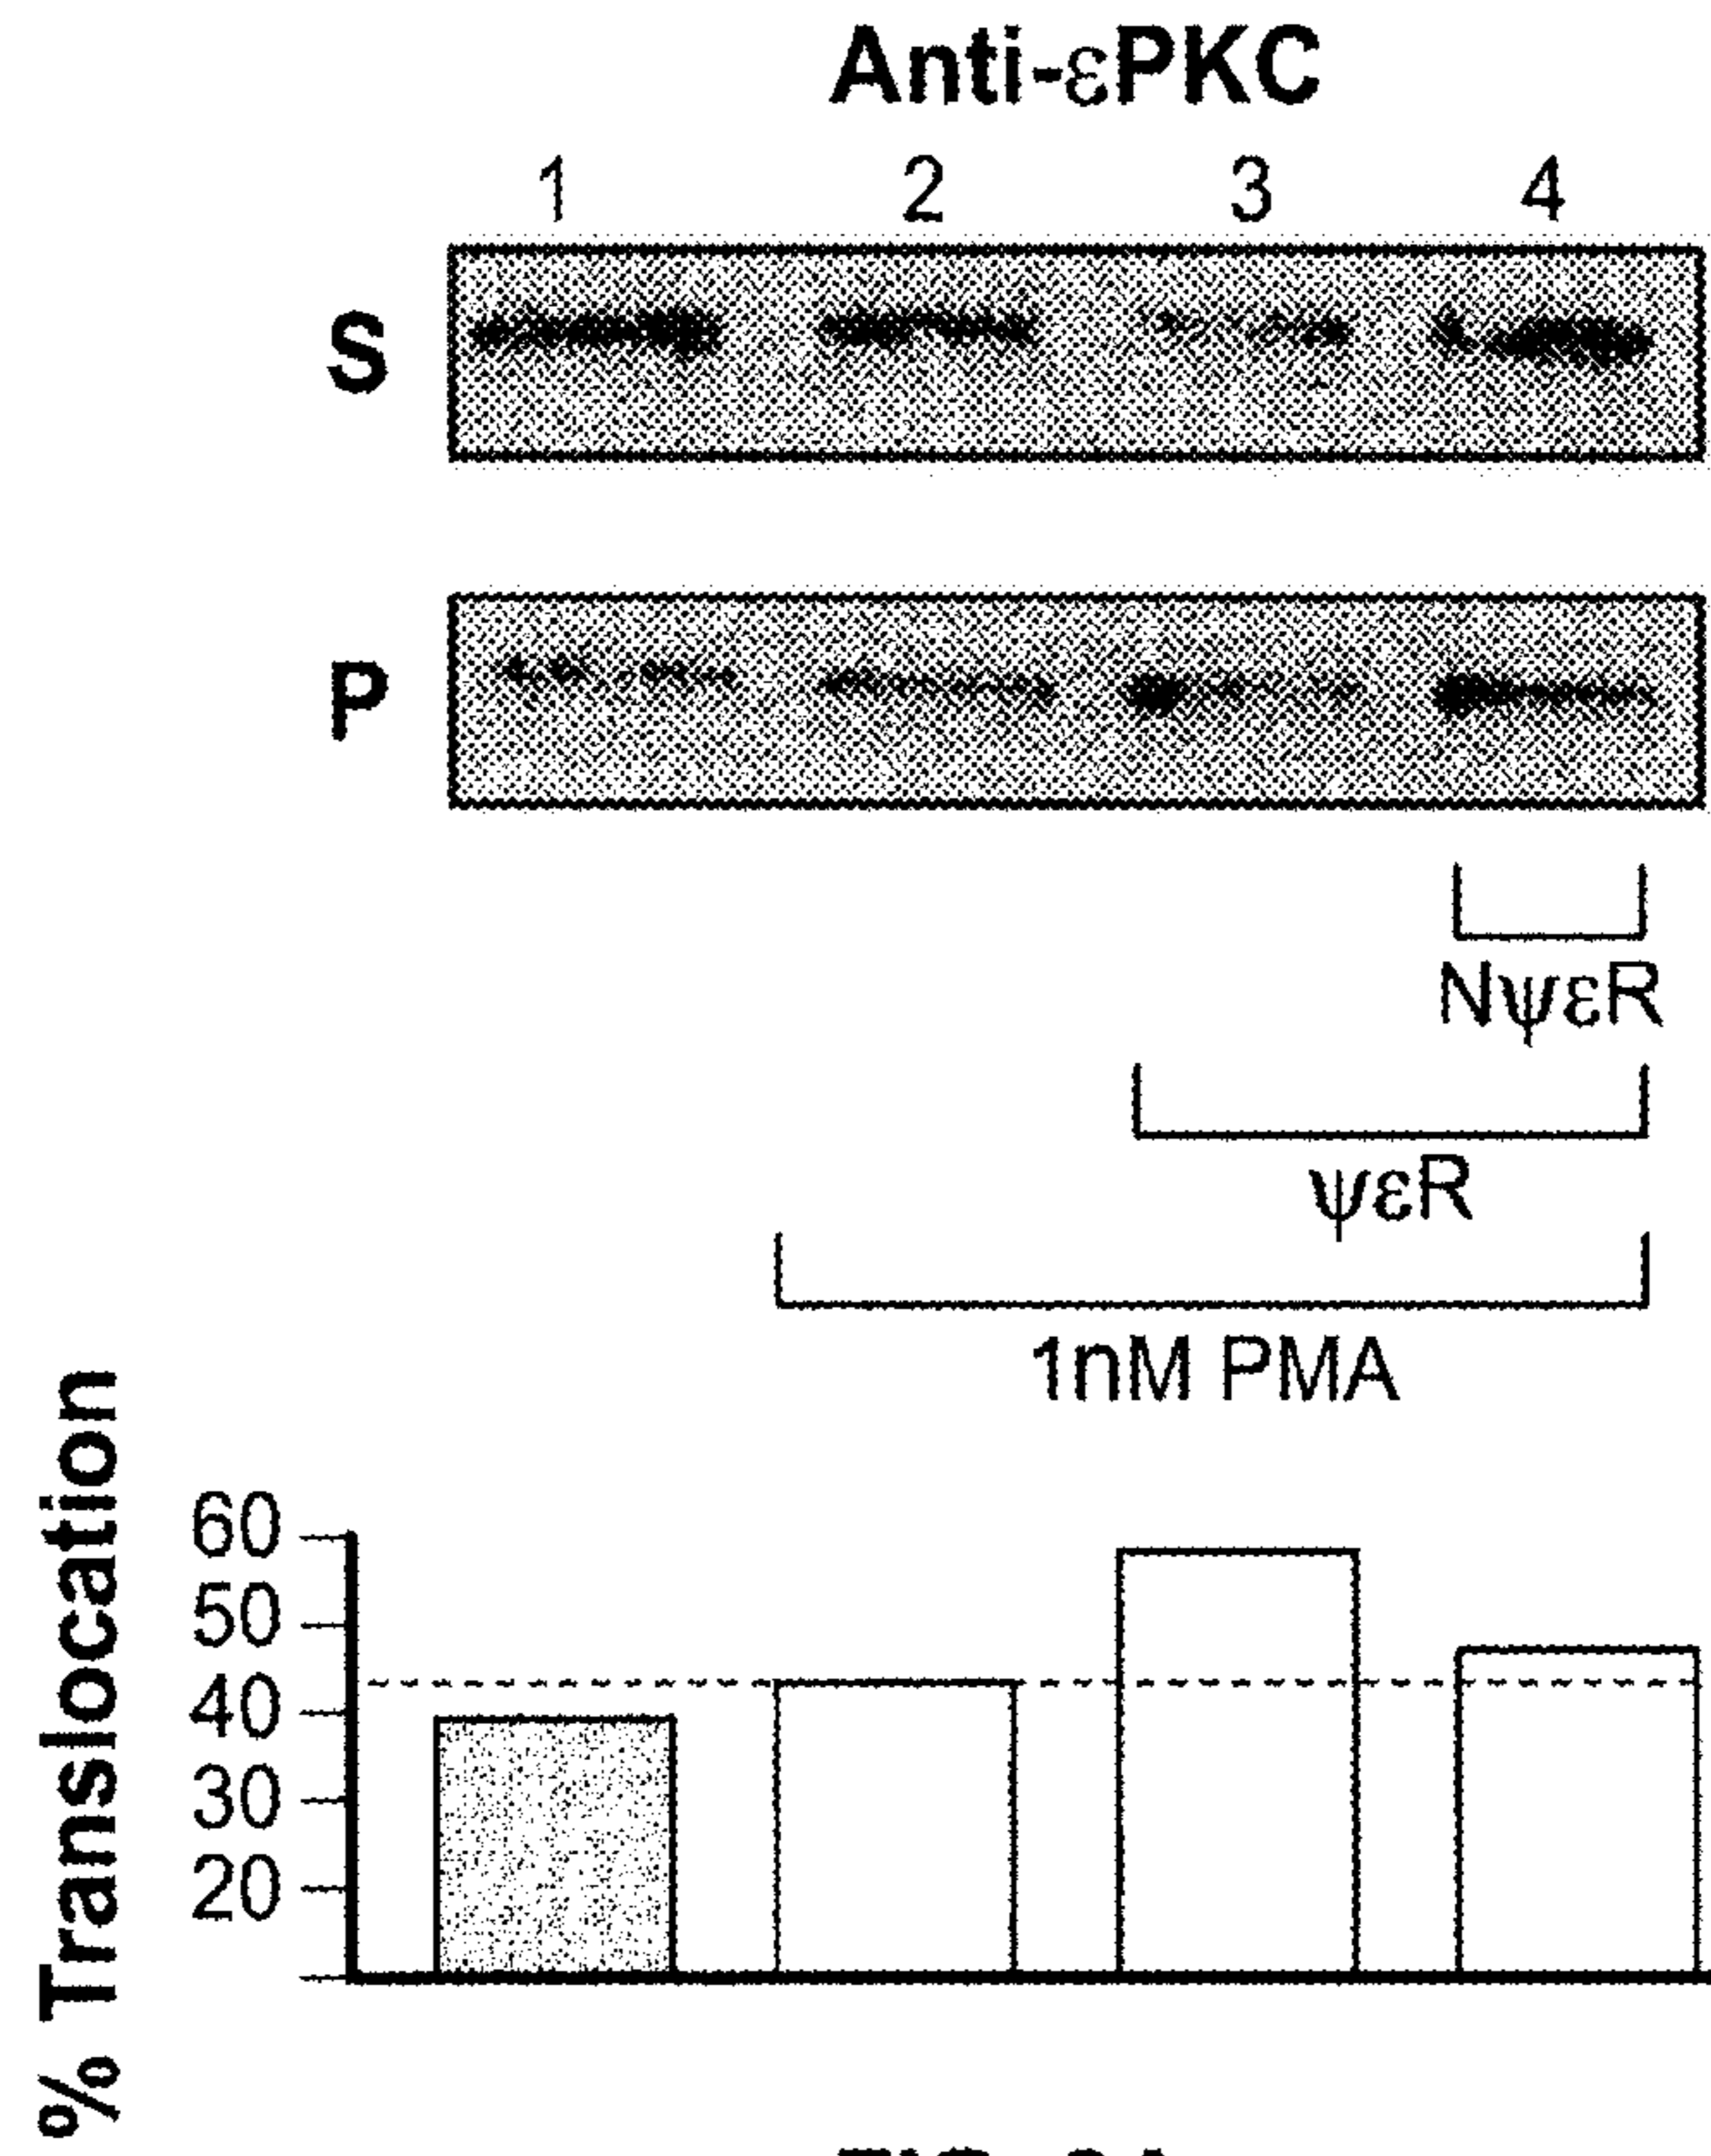 Anti-εPKC
1 2 3 4
S
P
NψεR
ψεR
1nM PMA
% Translocation
60
50
40
30
20